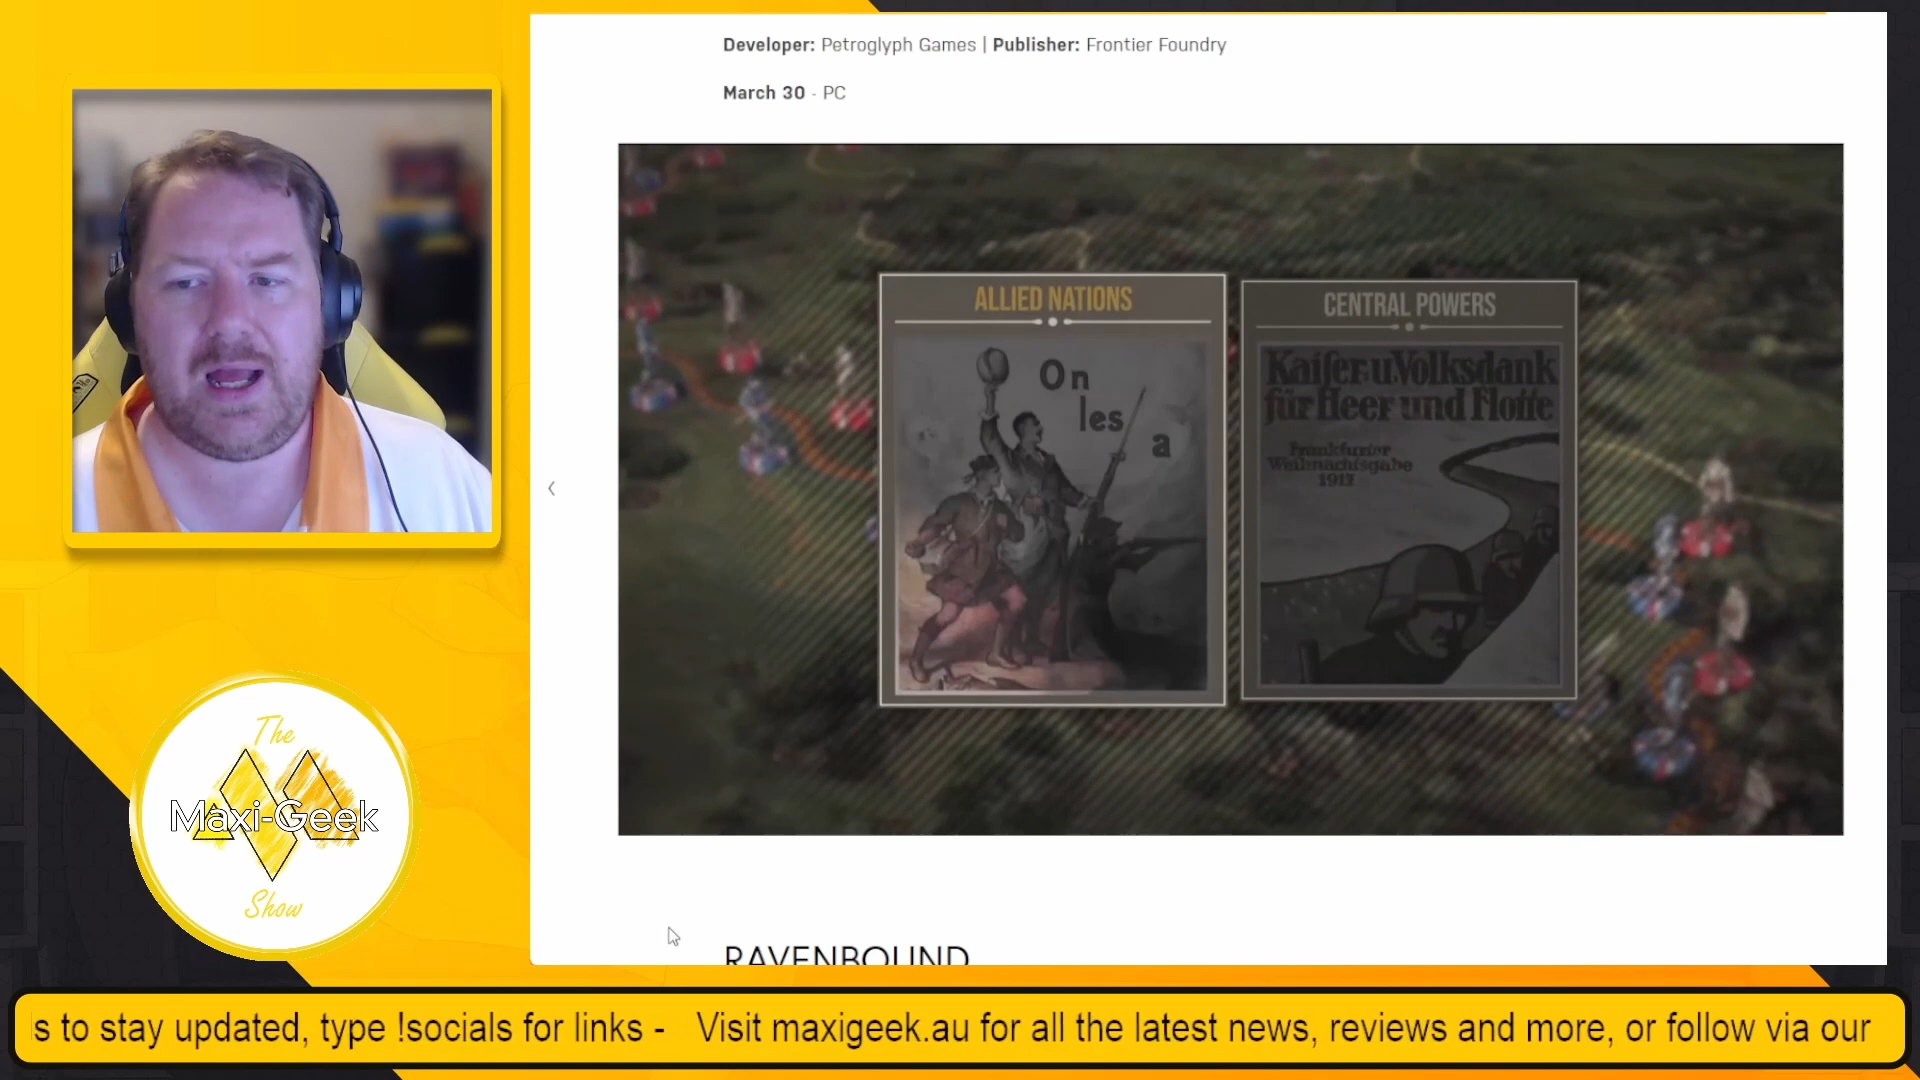 Developer: Petroglyph Games | Publisher: Frontier Foundry
March 30 - PC
ALLIED NATIONS
On
les
a
CENTRAL POWERS
Kaiser u. Volksdank
für Heer und Flotte
Frankfurter
Weihnachtsgabe
1917
The
Maxi-Geek
Show
RAVENBOUND
s to stay updated, type !socials for links - Visit maxigeek.au for all the latest news, reviews and more, or follow via our